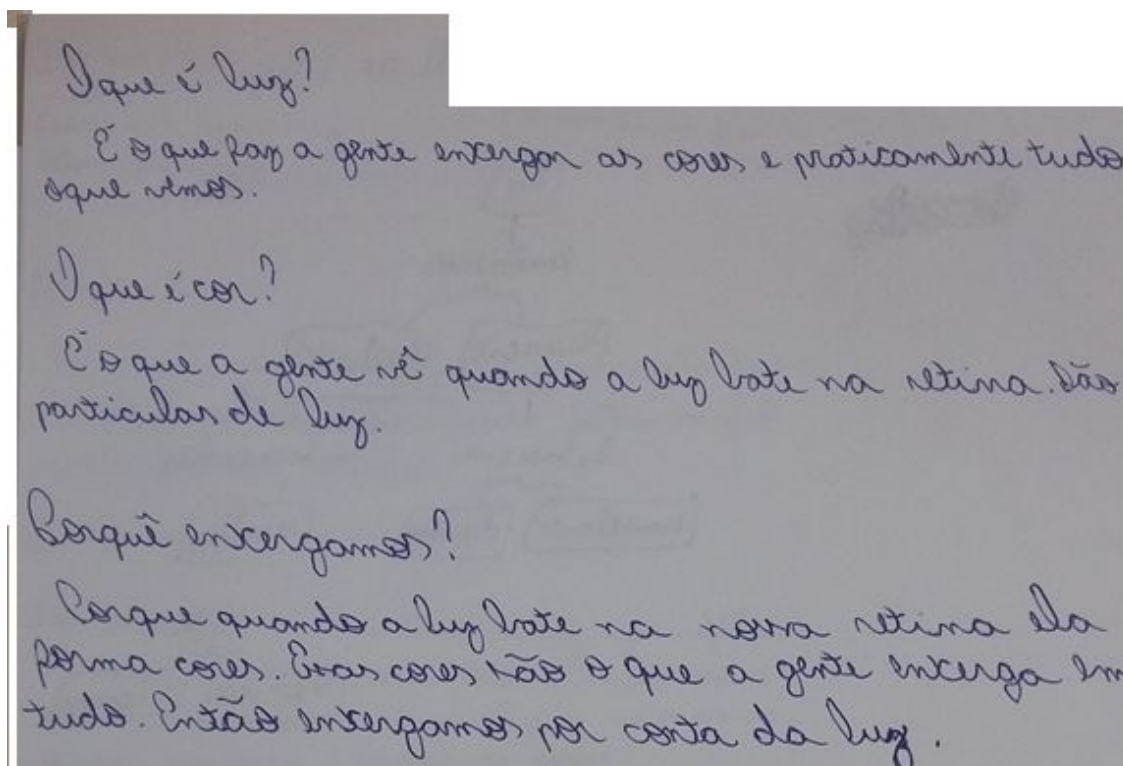 O que é luz?
É o que faz a gente enxergar as cores e praticamente tudo
oque vemos.
O que é cor?
É o que a gente vê quando a luz bate na retina. São
particulas de luz.
Porquê enxergamos?
Porque quando a luz bate na nossa retina ela
forma cores. Essas cores são o que a gente enxerga em
tudo. Então enxergamos por conta da luz.